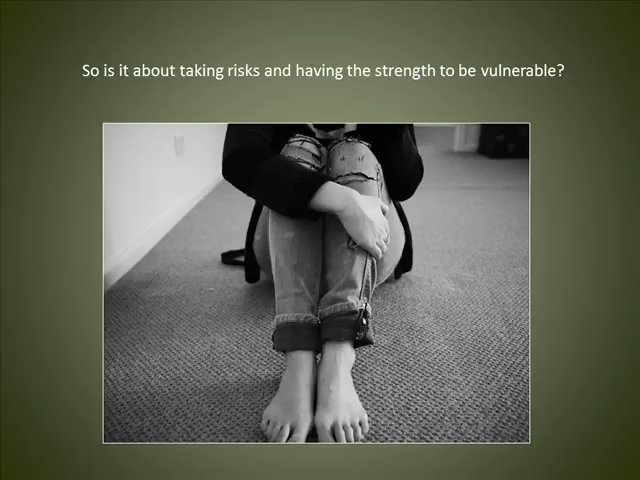 So is it about taking risks and having the strength to be vulnerable?